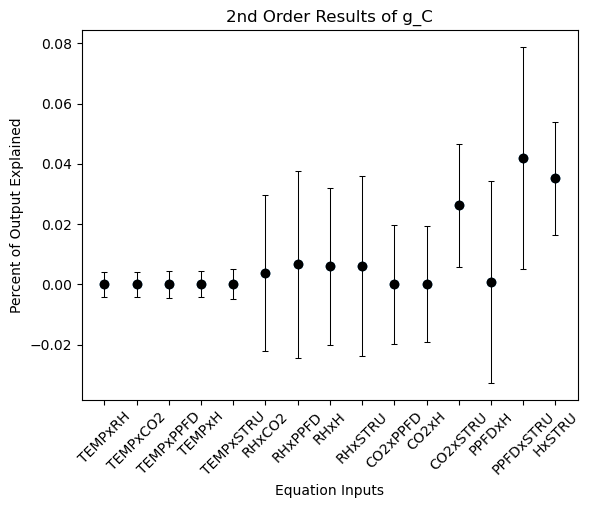 2nd Order Results of g_C
Percent of Output Explained
0.08
0.06
0.04
0.02
0.00
−0.02
TEMPxRH
TEMPxCO2
TEMPxPPFD
TEMPxH
TEMPxSTRU
RHxCO2
RHxPPFD
RHxH
RHxSTRU
CO2xPPFD
CO2xH
CO2xSTRU
PPFDxH
PPFDxSTRU
HxSTRU
Equation Inputs